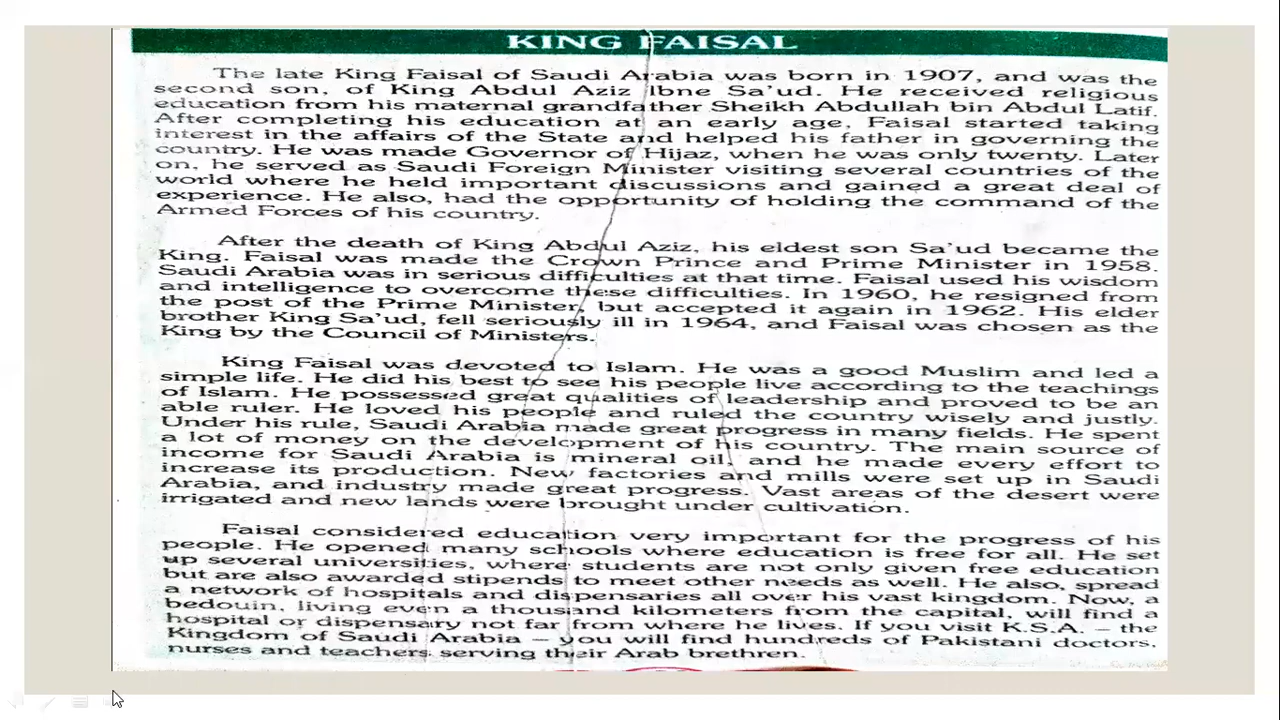 KING FAISAL
The late King Faisal of Saudi Arabia was born in 1907, and was the
second son, of King Abdul Aziz Ibne Sa'ud. He received religious
education from his maternal grandfather Sheikh Abdullah bin Abdul Latif.
After completing his education at an early age, Faisal started taking
interest in the affairs of the State and helped his father in governing the
country. He was made Governor of Hijaz, when he was only twenty. Later
on, he served as Saudi Foreign Minister visiting several countries of the
world where he held important discussions and gained a great deal of
experience. He also, had the opportunity of holding the command of the
Armed Forces of his country.
After the death of King Abdul Aziz, his eldest son Sa'ud became the
King. Faisal was made the Crown Prince and Prime Minister in 1958.
Saudi Arabia was in serious difficulties at that time. Faisal used his wisdom
and intelligence to overcome these difficulties. In 1960, he resigned from
the post of the Prime Minister, but accepted it again in 1962. His elder
brother King Sa'ud, fell seriously ill in 1964, and Faisal was chosen as the
King by the Council of Ministers.
King Faisal was devoted to Islam. He was a good Muslim and led a
simple life. He did his best to see his people live according to the teachings
of Islam. He possessed great qualities of leadership and proved to be an
able ruler. He loved his people and ruled the country wisely and justly.
Under his rule, Saudi Arabia made great progress in many fields. He spent
a lot of money on the development of his country. The main source of
income for Saudi Arabia is mineral oil, and he made every effort to
increase its production. New factories and mills were set up in Saudi
Arabia, and industry made great progress. Vast areas of the desert were
irrigated and new lands were brought under cultivation.
Faisal considered education very important for the progress of his
people. He opened many schools where education is free for all. He set
up several universities, where students are not only given free education
but are also awarded stipends to meet other needs as well. He also, spread
a network of hospitals and dispensaries all over his vast kingdom. Now, a
bedouin, living even a thousand kilometers from the capital, will find a
hospital or dispensary not far from where he lives. If you visit K.S.A. – the
Kingdom of Saudi Arabia – you will find hundreds of Pakistani doctors,
nurses and teachers serving their Arab brethren.